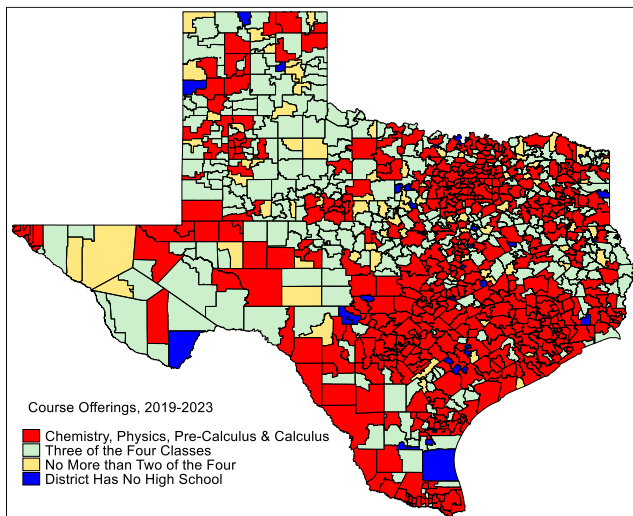 Course Offerings, 2019-2023
Chemistry, Physics, Pre-Calculus & Calculus
Three of the Four Classes
No More than Two of the Four
District Has No High School